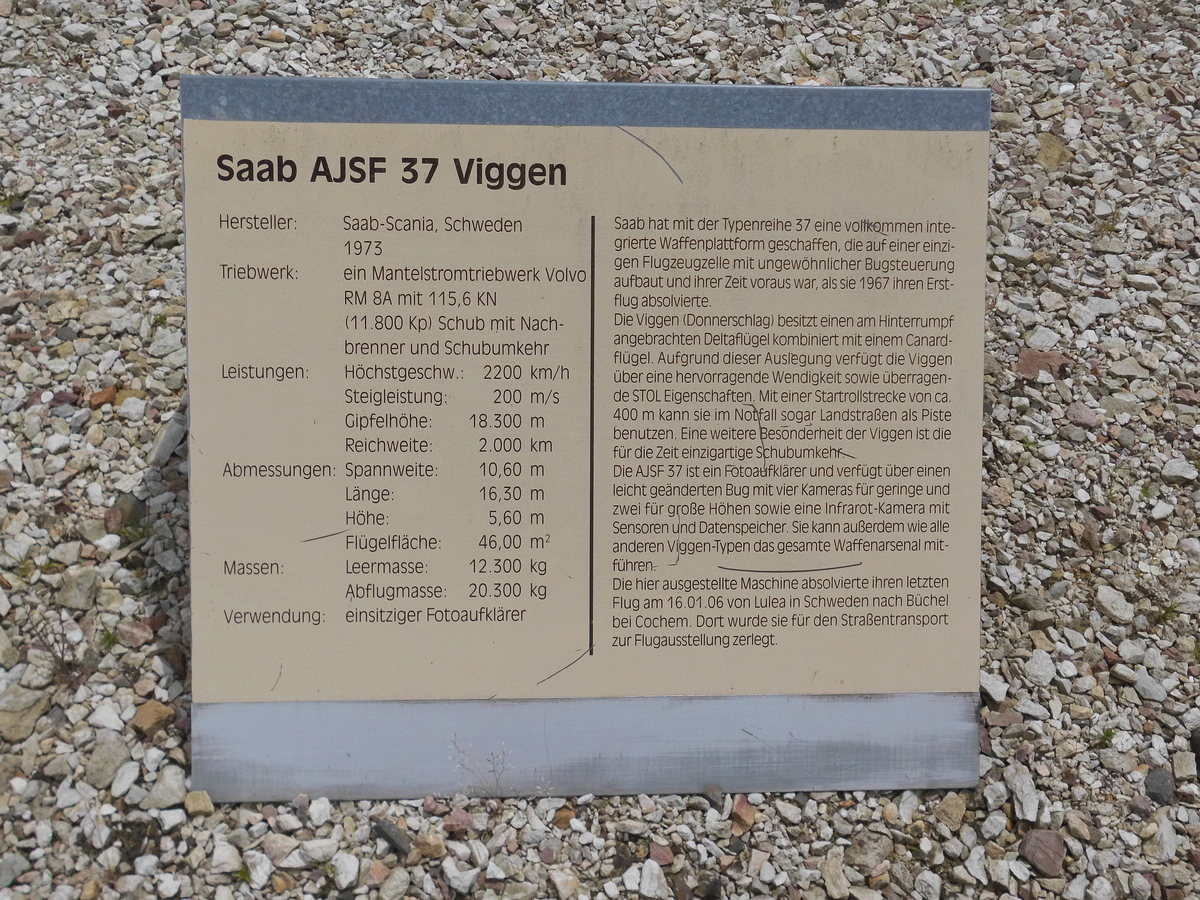 Saab AJSF 37 Viggen
Hersteller: Saab-Scania, Schweden
1973
Triebwerk: ein Mantelstromtriebwerk Volvo
RM 8A mit 115,6 KN
(11.800 Kp) Schub mit Nach-
brenner und Schubumkehr
Leistungen: Höchstgeschw.: 2200 km/h
Steigleistung: 200 m/s
Gipfelhöhe: 18.300 m
Reichweite: 2.000 km
Abmessungen: Spannweite: 10,60 m
Länge: 16,30 m
Höhe: 5,60 m
Flügelfläche: 46,00 m²
Massen: Leermasse: 12.300 kg
Abflugmasse: 20.300 kg
Verwendung: einsitziger Fotoaufklärer
Saab hat mit der Typenreihe 37 eine vollkommen inte-
grierte Waffenplattform geschaffen, die auf einer einzi-
gen Flugzeugzelle mit ungewöhnlicher Bugsteuerung
aufbaut und ihrer Zeit voraus war, als sie 1967 ihren Erst-
flug absolvierte.
Die Viggen (Donnerschlag) besitzt einen am Hinterrumpf
angebrachten Deltaflügel kombiniert mit einem Canard-
flügel. Aufgrund dieser Auslegung verfügt die Viggen
über eine hervorragende Wendigkeit sowie überragen-
de STOL Eigenschaften. Mit einer Startrollstrecke von ca.
400 m kann sie im Notfall sogar Landstraßen als Piste
benutzen. Eine weitere Besonderheit der Viggen ist die
für die Zeit einzigartige Schubumkehr.
Die AJSF 37 ist ein Fotoaufklärer und verfügt über einen
leicht geänderten Bug mit vier Kameras für geringe und
zwei für große Höhen sowie eine Infrarot-Kamera mit
Sensoren und Datenspeicher. Sie kann außerdem wie alle
anderen Viggen-Typen das gesamte Waffenarsenal mit-
führen.
Die hier ausgestellte Maschine absolvierte ihren letzten
Flug am 16.01.06 von Lulea in Schweden nach Büchel
bei Cochem. Dort wurde sie für den Straßentransport
zur Flugausstellung zerlegt.